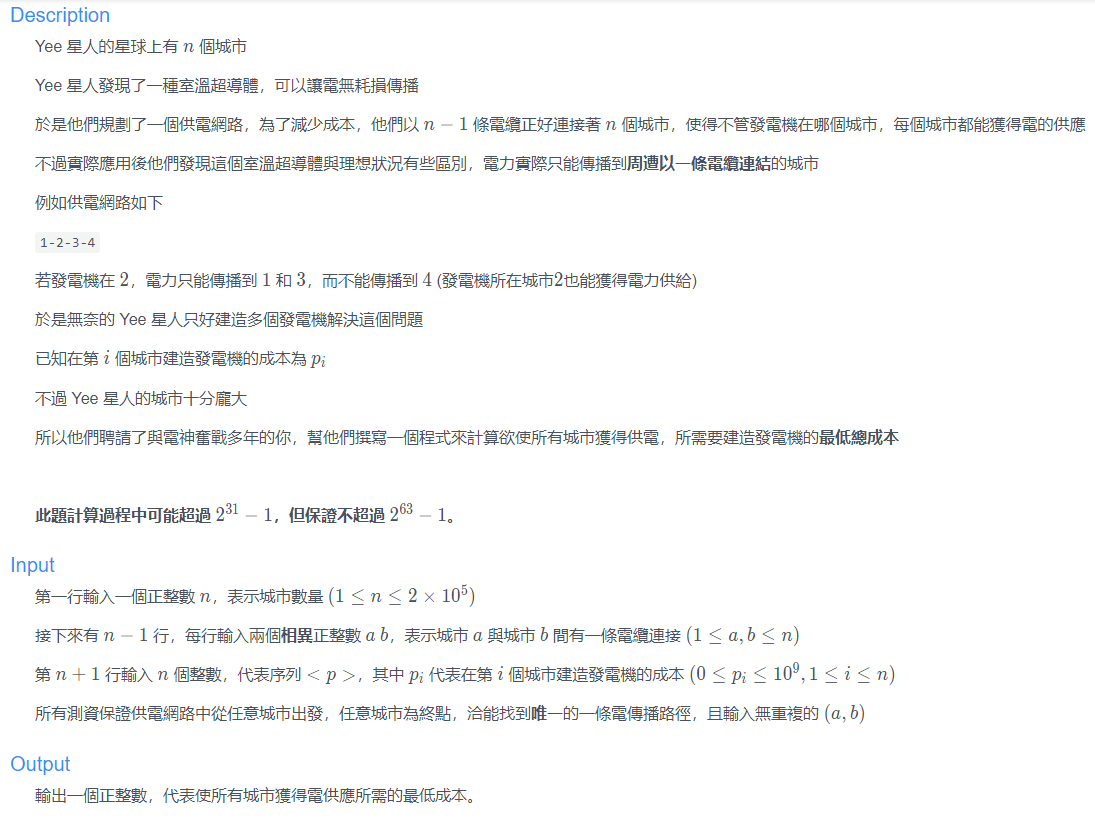 Description
Yee 星人的星球上有 n 個城市
Yee 星人發現了一種室溫超導體，可以讓電無耗損傳播
於是他們規劃了一個供電網路，為了減少成本，他們以 n − 1 條電纜正好連接著 n 個城市，使得不管發電機在哪個城市，每個城市都能獲得電的供應
不過實際應用後他們發現這個室溫超導體與理想狀況有些區別，電力實際只能傳播到周遭以一條電纜連結的城市
例如供電網路如下
1-2-3-4
若發電機在 2，電力只能傳播到 1 和 3，而不能傳播到 4 (發電機所在城市2也能獲得電力供給)
於是無奈的 Yee 星人只好建造多個發電機解決這個問題
已知在第 i 個城市建造發電機的成本為 pᵢ
不過 Yee 星人的城市十分龐大
所以他們聘請了與電神奮戰多年的你，幫他們撰寫一個程式來計算欲使所有城市獲得供電，所需要建造發電機的最低總成本
此題計算過程中可能超過 2³¹ − 1，但保證不超過 2⁶³ − 1。
Input
第一行輸入一個正整數 n，表示城市數量 (1 ≤ n ≤ 2 × 10⁵)
接下來有 n − 1 行，每行輸入兩個相異正整數 a b，表示城市 a 與城市 b 間有一條電纜連接 (1 ≤ a, b ≤ n)
第 n + 1 行輸入 n 個整數，代表序列 < p >，其中 pᵢ 代表在第 i 個城市建造發電機的成本 (0 ≤ pᵢ ≤ 10⁹, 1 ≤ i ≤ n)
所有測資保證供電網路中從任意城市出發，任意城市為終點，洽能找到唯一的一條電傳播路徑，且輸入無重複的 (a, b)
Output
輸出一個正整數，代表使所有城市獲得電供應所需的最低成本。